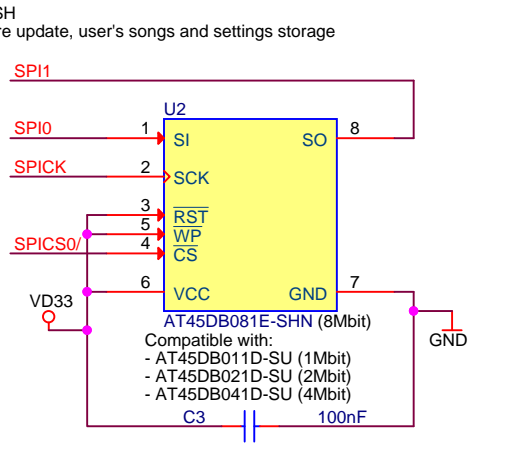 SH
re update, user's songs and settings storage
SPI1
U2
SPI0 1 SI SO 8
SPICK 2 SCK
3 RST
5 WP
SPICS0/ 4 CS
6 VCC GND 7
VD33
AT45DB081E-SHN (8Mbit)
GND
Compatible with:
- AT45DB011D-SU (1Mbit)
- AT45DB021D-SU (2Mbit)
- AT45DB041D-SU (4Mbit)
C3 100nF